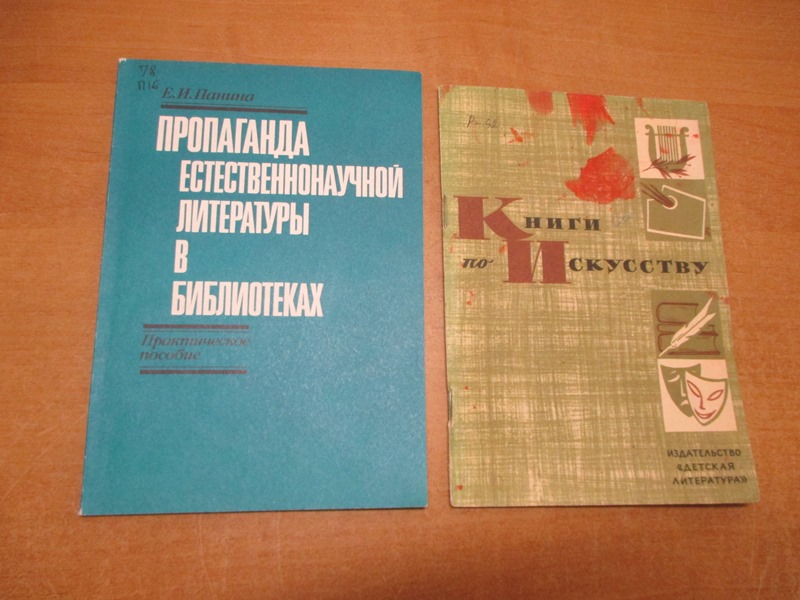 78
П16
Е.И.Панина
ПРОПАГАНДА
ЕСТЕСТВЕННОНАУЧНОЙ
ЛИТЕРАТУРЫ
В
БИБЛИОТЕКАХ
Практическое
пособие
Книги
по Искусству
ИЗДАТЕЛЬСТВО
«ДЕТСКАЯ
ЛИТЕРАТУРА»